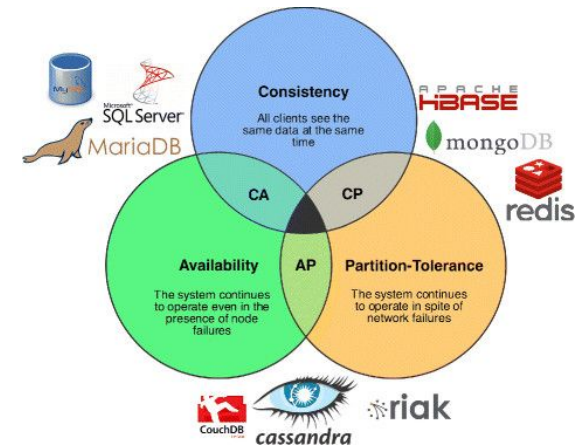 Consistency
All clients see the
same data at the same
time
MySQL
Microsoft
SQL Server
MariaDB
APACHE
HBASE
mongoDB
redis
CA
CP
AP
Availability
The system continues
to operate even in the
presence of node
failures
Partition-Tolerance
The system continues
to operate in spite of
network failures
CouchDB
cassandra
riak